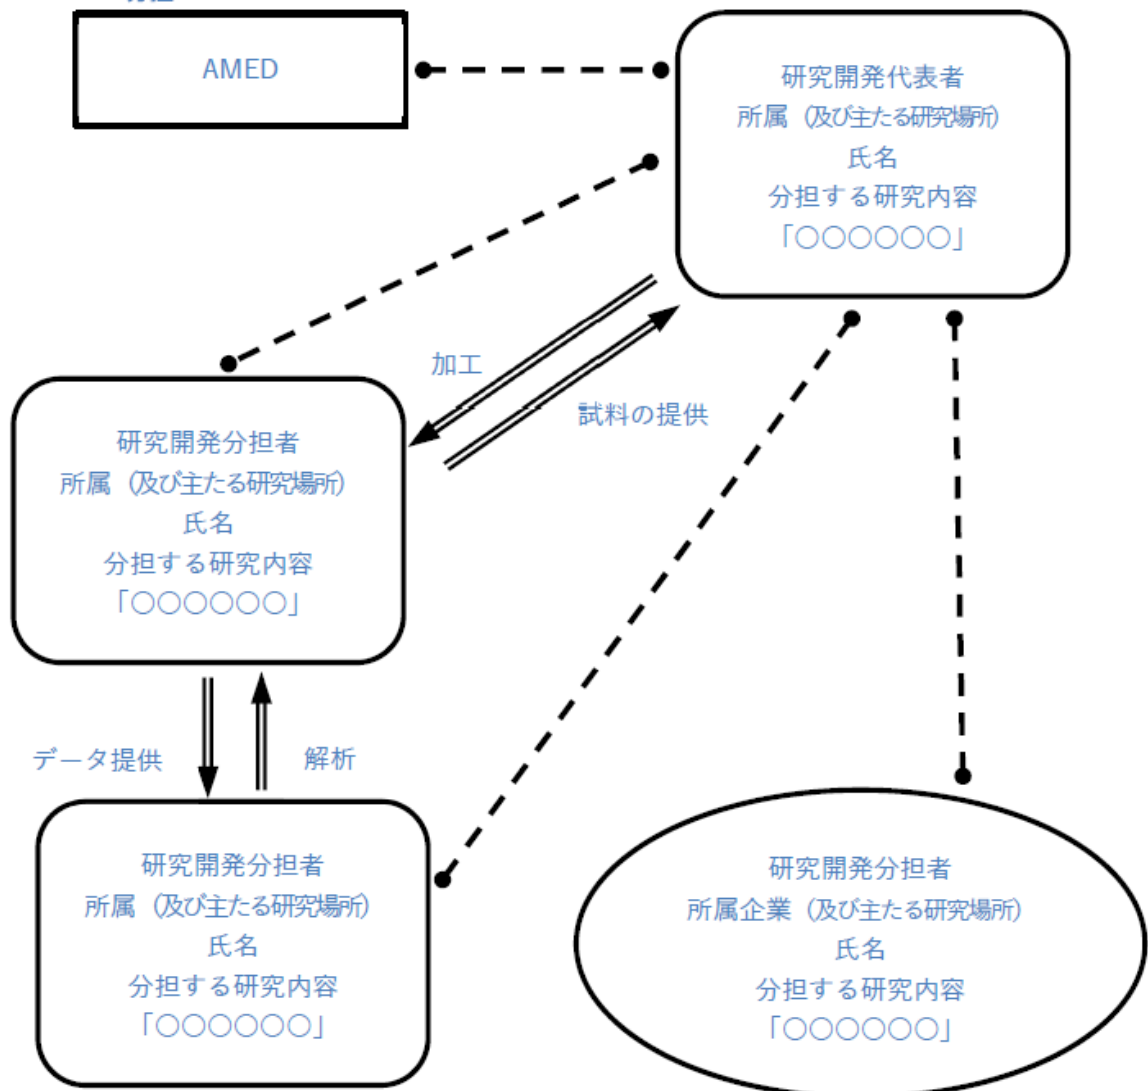 AMED
研究開発代表者
所属（及び主たる研究場所）
氏名
分担する研究内容
「○○○○○○」
加工
試料の提供
研究開発分担者
所属（及び主たる研究場所）
氏名
分担する研究内容
「○○○○○○」
データ提供
解析
研究開発分担者
所属（及び主たる研究場所）
氏名
分担する研究内容
「○○○○○○」
研究開発分担者
所属企業（及び主たる研究場所）
氏名
分担する研究内容
「○○○○○○」